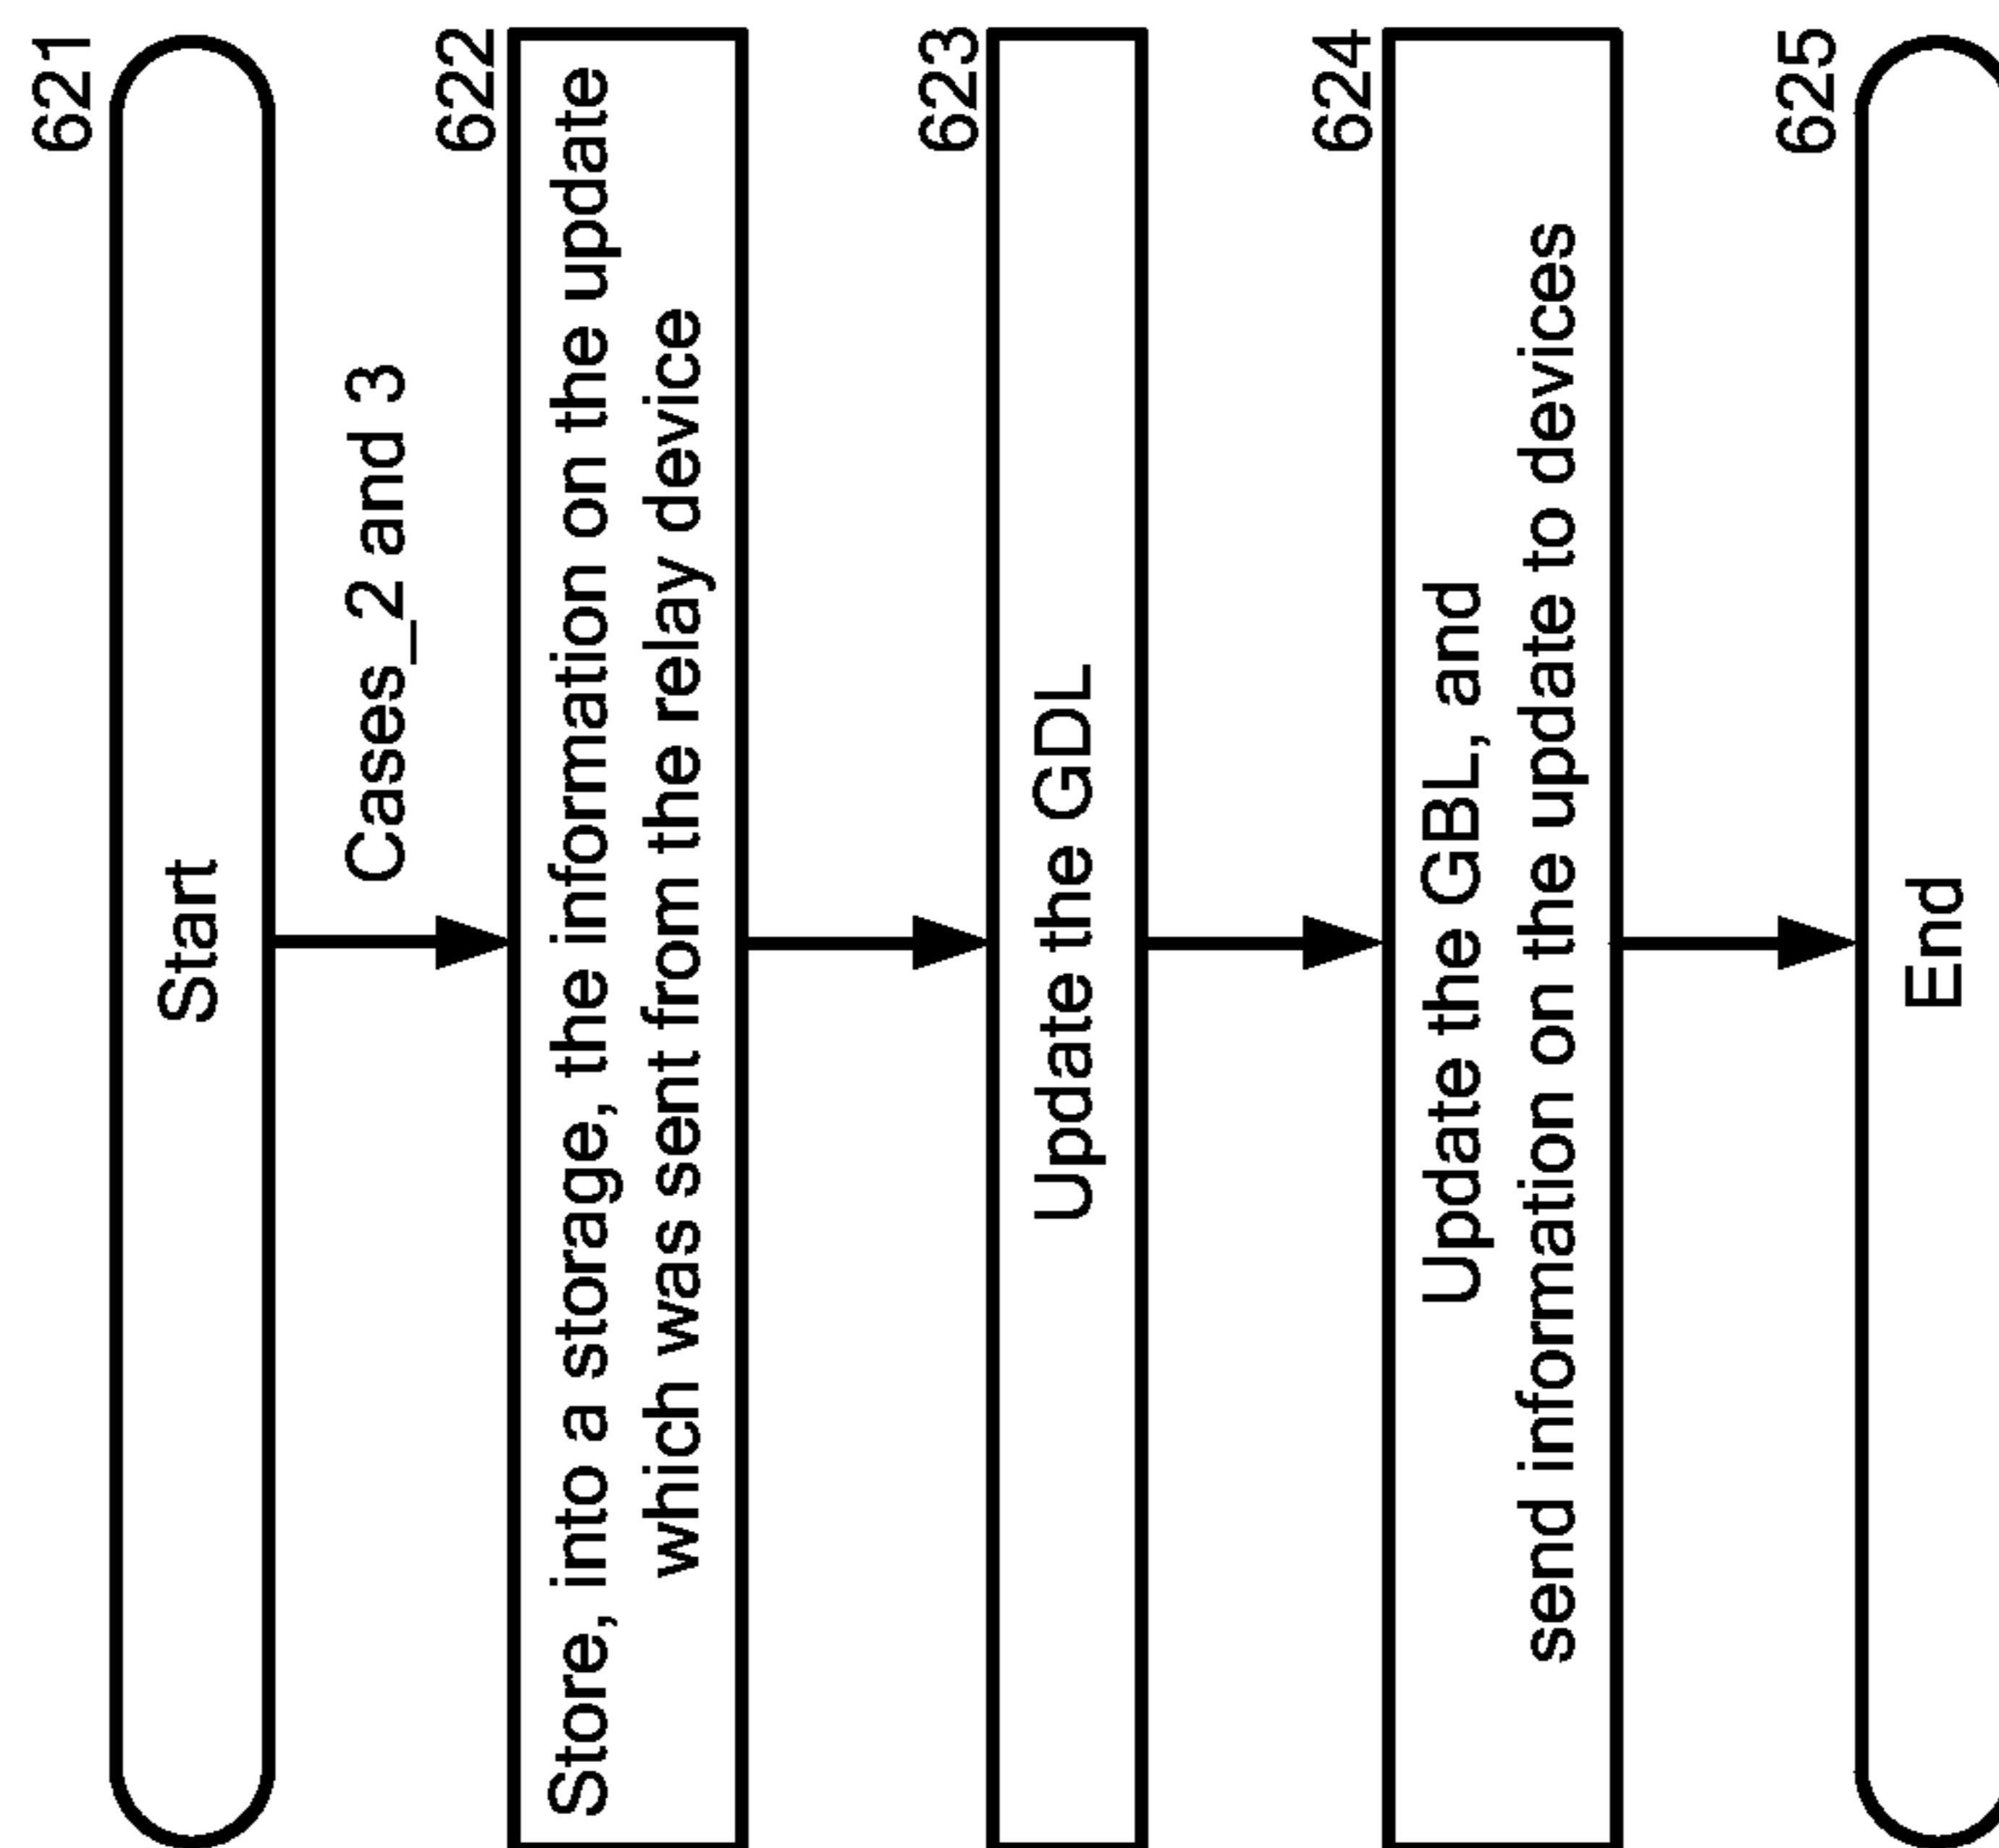 621
Start
Cases_2 and 3
622
Store, into a storage, the information on the update
which was sent from the relay device
623
Update the GDL
624
Update the GBL, and
send information on the update to devices
625
End